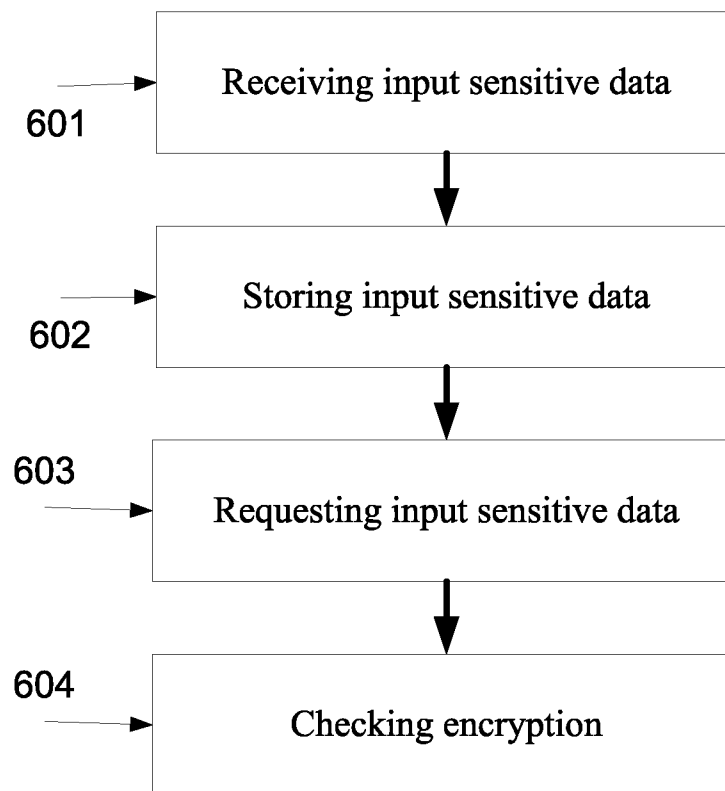 Receiving input sensitive data
601
Storing input sensitive data
602
603
Requesting input sensitive data
604
Checking encryption